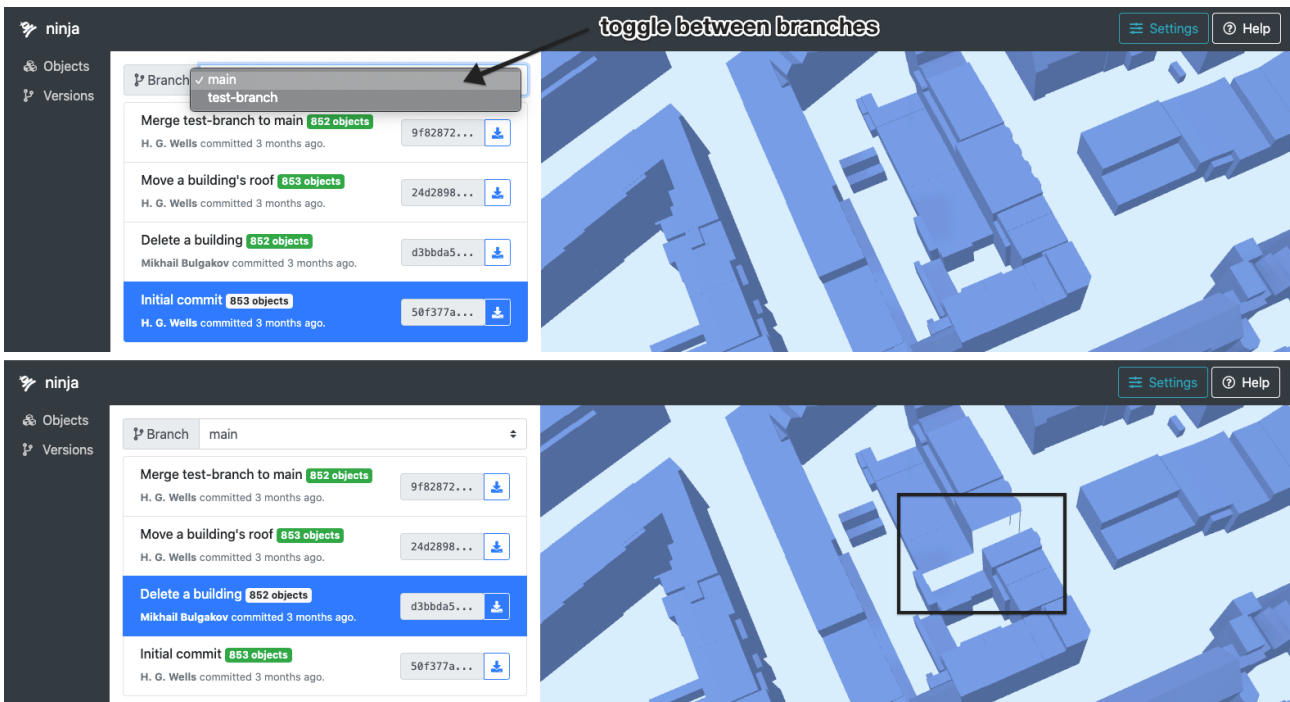 ninja
toggle between branches
Settings
Help
Objects
Versions
Branch
main
test-branch
Merge test-branch to main 852 objects
H. G. Wells committed 3 months ago.
9f82872...
Move a building's roof 853 objects
H. G. Wells committed 3 months ago.
24d2898...
Delete a building 852 objects
Mikhail Bulgakov committed 3 months ago.
d3bbda5...
Initial commit 853 objects
H. G. Wells committed 3 months ago.
50f377a...
ninja
Settings
Help
Objects
Versions
Branch main
Merge test-branch to main 852 objects
H. G. Wells committed 3 months ago.
9f82872...
Move a building's roof 853 objects
H. G. Wells committed 3 months ago.
24d2898...
Delete a building 852 objects
Mikhail Bulgakov committed 3 months ago.
d3bbda5...
Initial commit 853 objects
H. G. Wells committed 3 months ago.
50f377a...